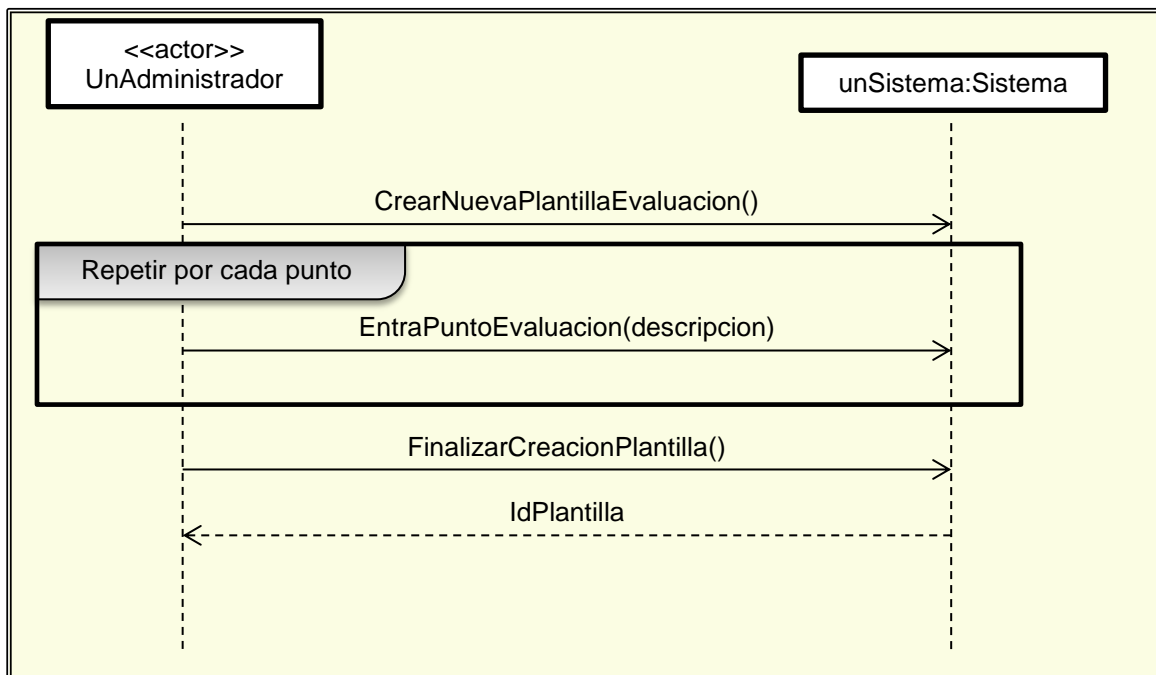 <<actor>>
UnAdministrador
unSistema:Sistema
CrearNuevaPlantillaEvaluacion()
Repetir por cada punto
EntraPuntoEvaluacion(descripcion)
FinalizarCreacionPlantilla()
IdPlantilla